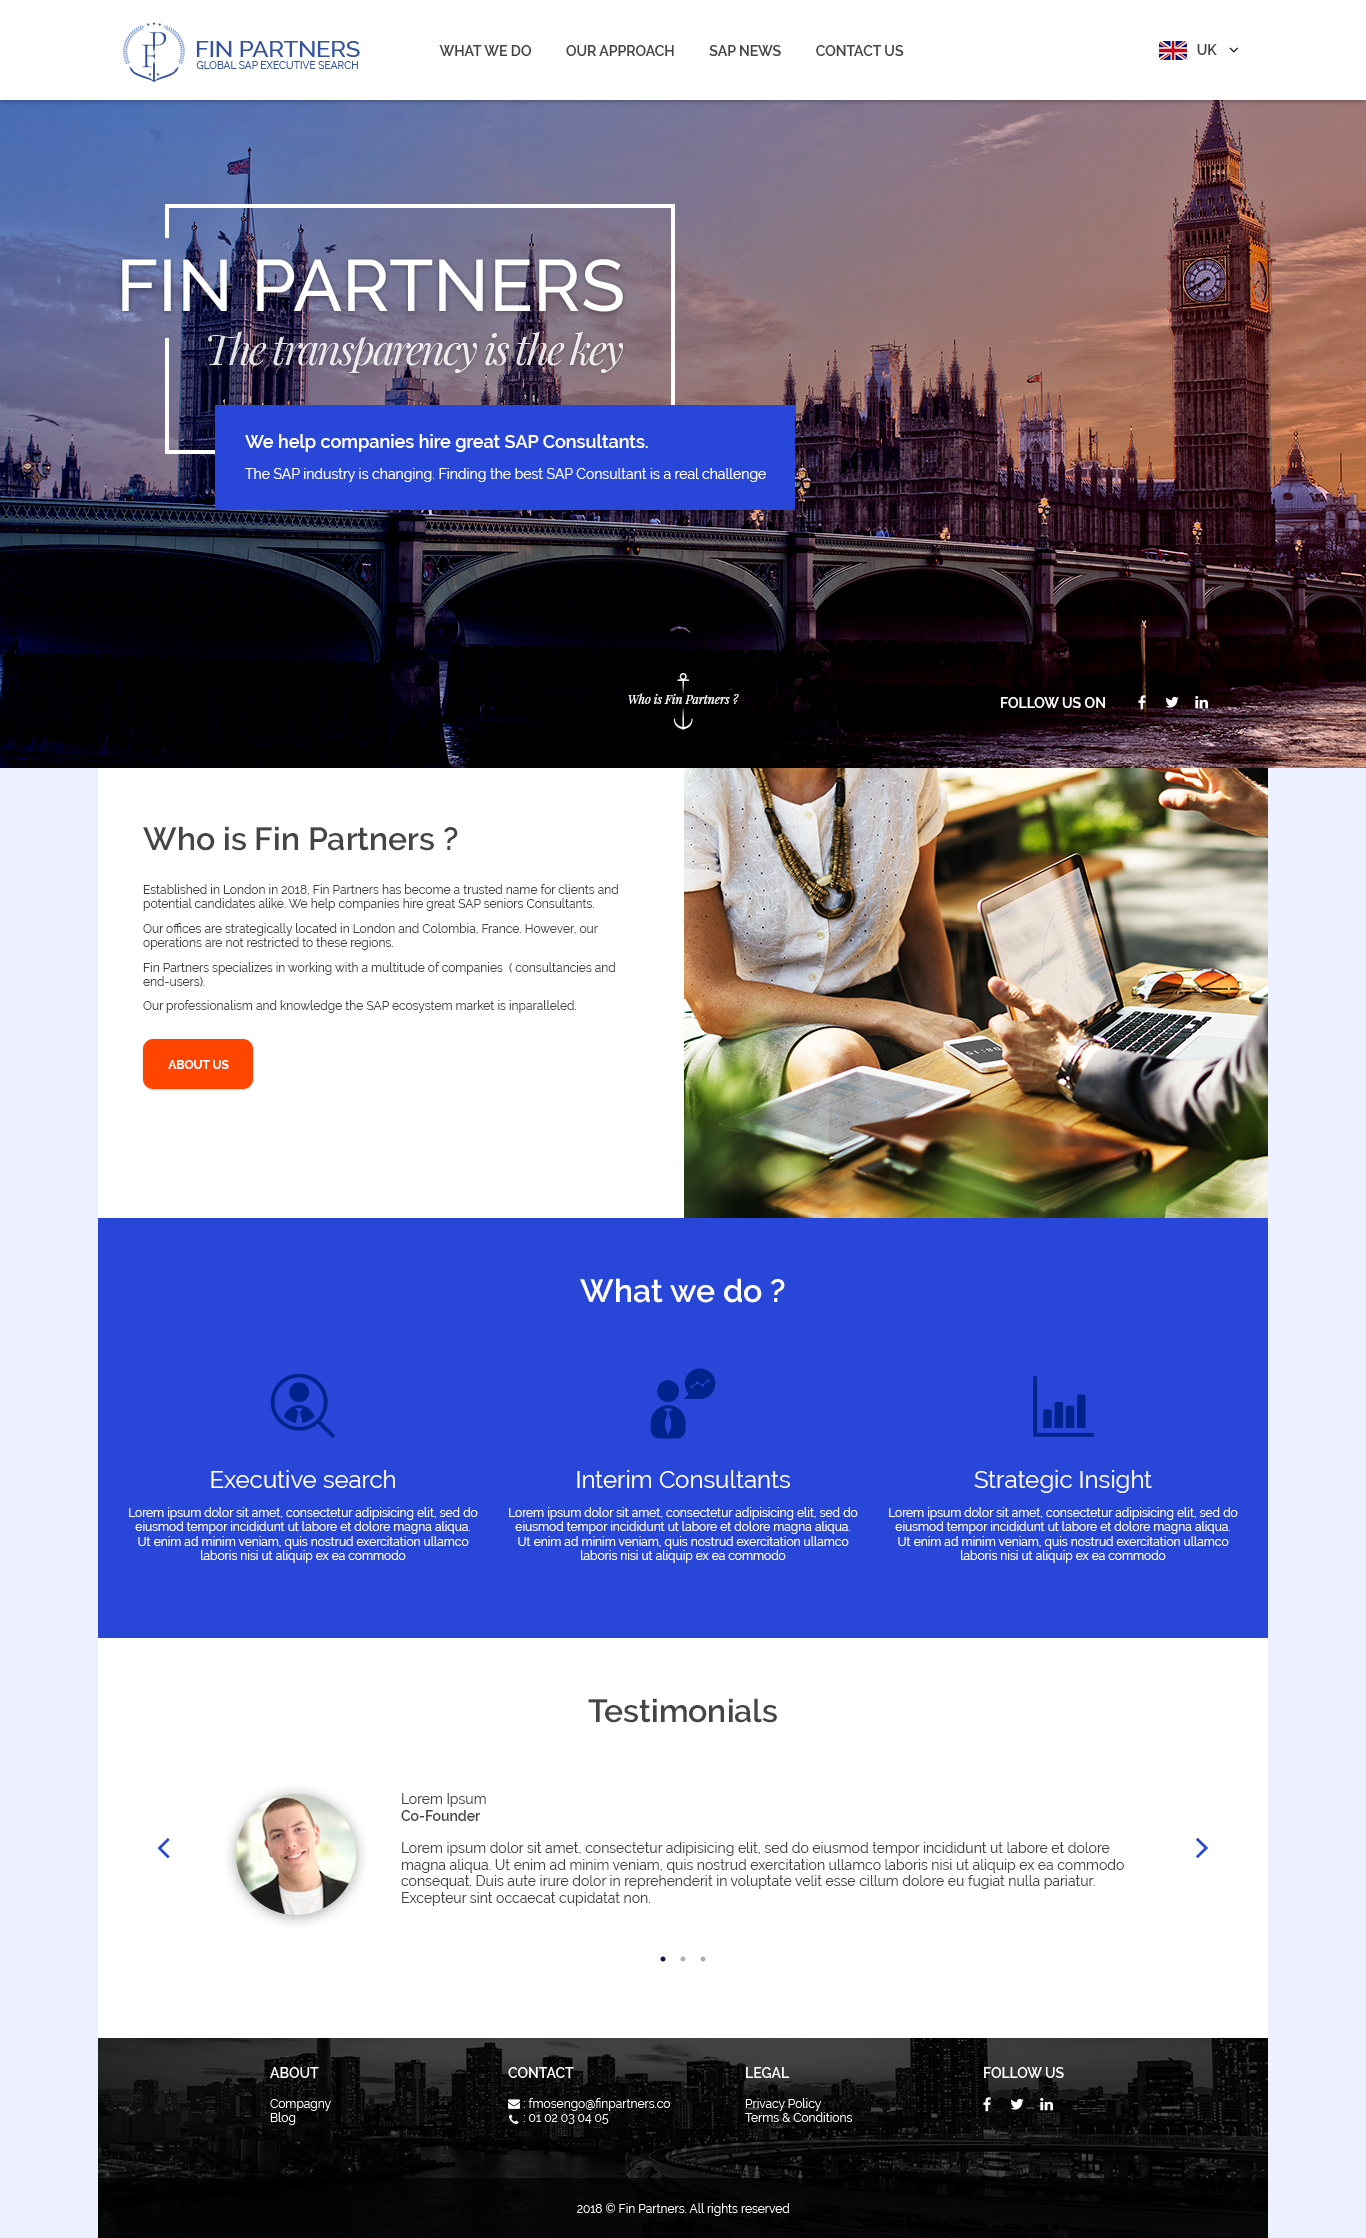 FIN PARTNERS
GLOBAL SAP EXECUTIVE SEARCH
WHAT WE DO
OUR APPROACH
SAP NEWS
CONTACT US
UK
FIN PARTNERS
The transparency is the key
We help companies hire great SAP Consultants.
The SAP industry is changing. Finding the best SAP Consultant is a real challenge
Who is Fin Partners ?
FOLLOW US ON
Who is Fin Partners ?
Established in London in 2018, Fin Partners has become a trusted name for clients and
potential candidates alike. We help companies hire great SAP seniors Consultants.
Our offices are strategically located in London and Colombia, France. However, our
operations are not restricted to these regions.
Fin Partners specializes in working with a multitude of companies  ( consultancies and
end-users).
Our professionalism and knowledge the SAP ecosystem market is inparalleled.
ABOUT US
What we do ?
Executive search
Lorem ipsum dolor sit amet, consectetur adipisicing elit, sed do
eiusmod tempor incididunt ut labore et dolore magna aliqua.
Ut enim ad minim veniam, quis nostrud exercitation ullamco
laboris nisi ut aliquip ex ea commodo
Interim Consultants
Lorem ipsum dolor sit amet, consectetur adipisicing elit, sed do
eiusmod tempor incididunt ut labore et dolore magna aliqua.
Ut enim ad minim veniam, quis nostrud exercitation ullamco
laboris nisi ut aliquip ex ea commodo
Strategic Insight
Lorem ipsum dolor sit amet, consectetur adipisicing elit, sed do
eiusmod tempor incididunt ut labore et dolore magna aliqua.
Ut enim ad minim veniam, quis nostrud exercitation ullamco
laboris nisi ut aliquip ex ea commodo
Testimonials
Lorem Ipsum
Co-Founder
Lorem ipsum dolor sit amet, consectetur adipisicing elit, sed do eiusmod tempor incididunt ut labore et dolore
magna aliqua. Ut enim ad minim veniam, quis nostrud exercitation ullamco laboris nisi ut aliquip ex ea commodo
consequat. Duis aute irure dolor in reprehenderit in voluptate velit esse cillum dolore eu fugiat nulla pariatur.
Excepteur sint occaecat cupidatat non.
ABOUT
Compagny
Blog
CONTACT
: fmosengo@finpartners.co
: 01 02 03 04 05
LEGAL
Privacy Policy
Terms & Conditions
FOLLOW US
2018 © Fin Partners. All rights reserved